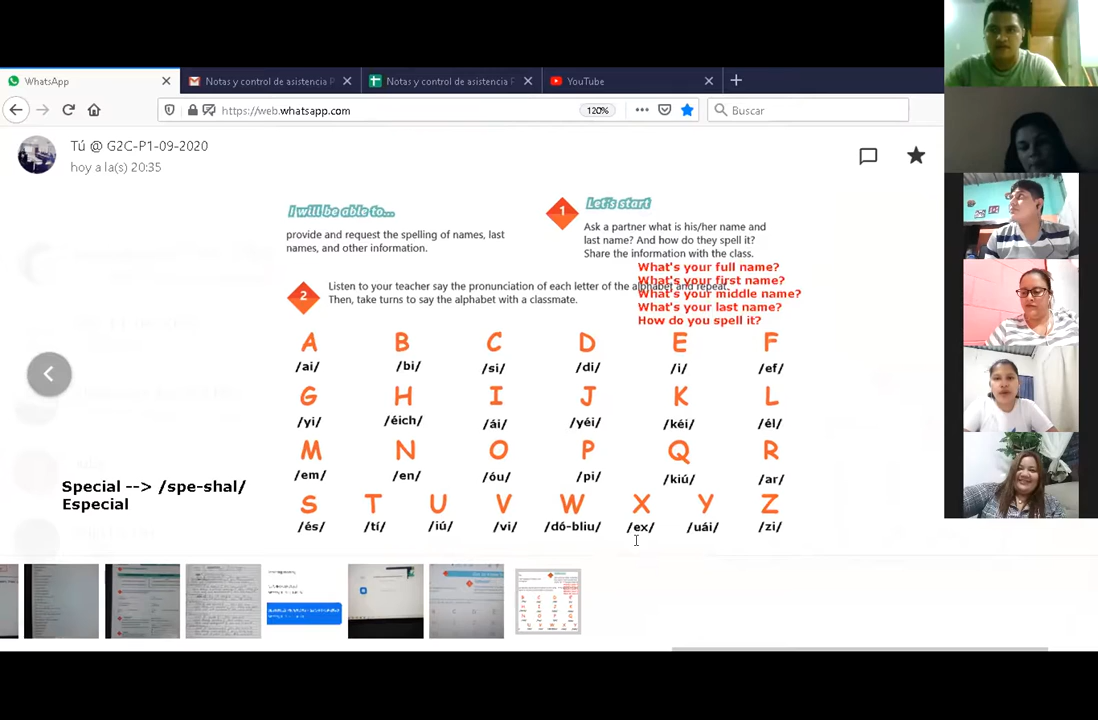 WhatsApp
Notas y control de asistencia P
Notas y control de asistencia F
YouTube
https://web.whatsapp.com
120%
Buscar
Tú @ G2C-P1-09-2020
hoy a la(s) 20:35
I will be able to...
provide and request the spelling of names, last
names, and other information.
1
Let's start
Ask a partner what is his/her name and
last name? And how do they spell it?
Share the information with the class.
What's your full name?
What's your first name?
What's your middle name?
What's your last name?
How do you spell it?
2
Listen to your teacher say the pronunciation of each letter of the alphabet and repeat.
Then, take turns to say the alphabet with a classmate.
A B C D E F
/ai/ /bi/ /si/ /di/ /i/ /ef/
G H I J K L
/yi/ /éich/ /ái/ /yéi/ /kéi/ /él/
M N O P Q R
/em/ /en/ /óu/ /pi/ /kiú/ /ar/
S T U V W X Y Z
/és/ /tí/ /iú/ /vi/ /dó-bliu/ /ex/ /uái/ /zi/
Special --> /spe-shal/
Especial